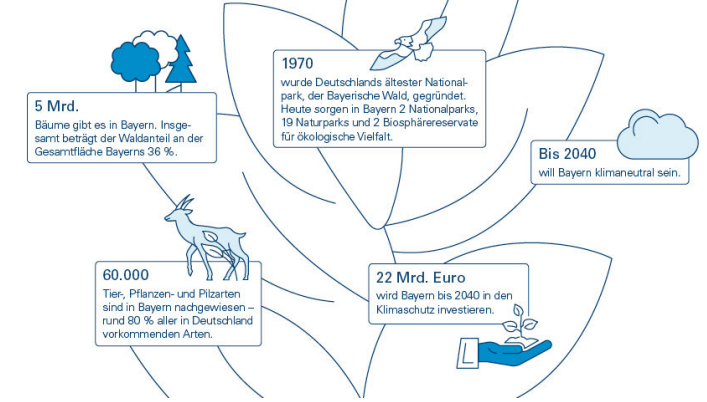 1970
wurde Deutschlands ältester National-
park, der Bayerische Wald, gegründet.
Heute sorgen in Bayern 2 Nationalparks,
19 Naturparks und 2 Biosphärereservate
für ökologische Vielfalt.
5 Mrd.
Bäume gibt es in Bayern. Insge-
samt beträgt der Waldanteil an der
Gesamtfläche Bayerns 36 %.
Bis 2040
will Bayern klimaneutral sein.
60.000
Tier-, Pflanzen- und Pilzarten
sind in Bayern nachgewiesen –
rund 80 % aller in Deutschland
vorkommenden Arten.
22 Mrd. Euro
wird Bayern bis 2040 in den
Klimaschutz investieren.